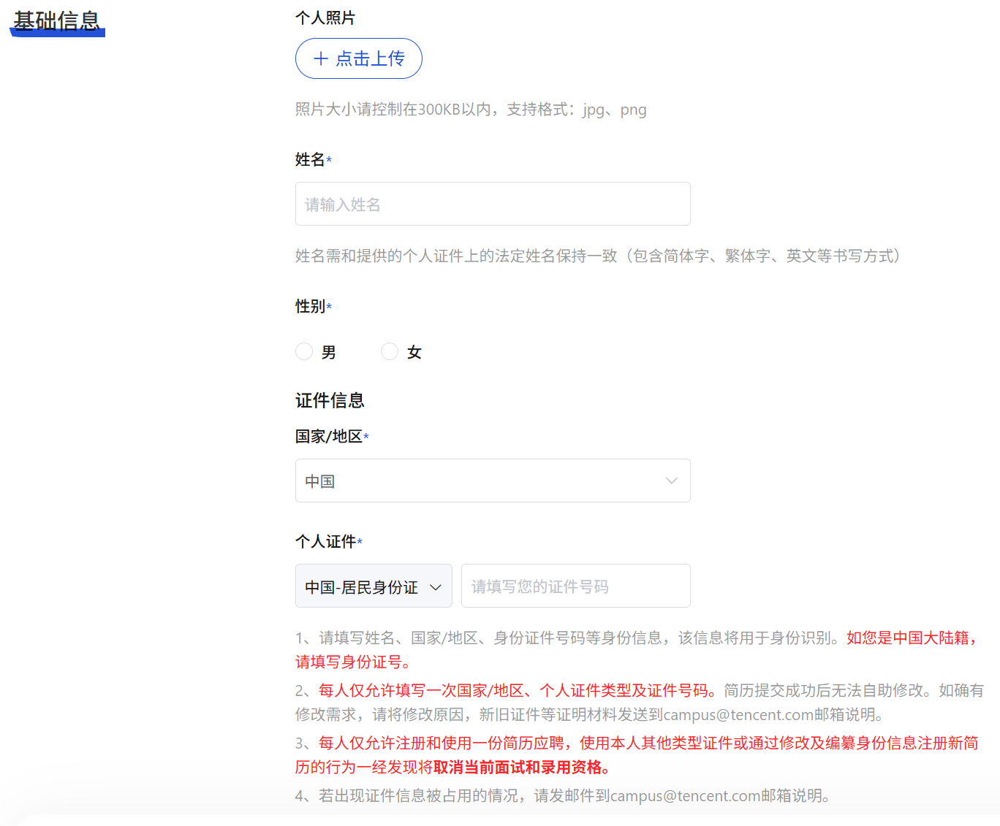 基础信息
个人照片
+ 点击上传
照片大小请控制在300KB以内，支持格式：jpg、png
姓名*
请输入姓名
姓名需和提供的个人证件上的法定姓名保持一致（包含简体字、繁体字、英文等书写方式）
性别*
男 女
证件信息
国家/地区*
中国
个人证件*
中国-居民身份证 请填写您的证件号码
1、请填写姓名、国家/地区、身份证件号码等身份信息，该信息将用于身份识别。如您是中国大陆籍，
请填写身份证号。
2、每人仅允许填写一次国家/地区、个人证件类型及证件号码。简历提交成功后无法自助修改。如确有
修改需求，请将修改原因，新旧证件等证明材料发送到campus@tencent.com邮箱说明。
3、每人仅允许注册和使用一份简历应聘，使用本人其他类型证件或通过修改及编纂身份信息注册新简
历的行为一经发现将取消当前面试和录用资格。
4、若出现证件信息被占用的情况，请发邮件到campus@tencent.com邮箱说明。